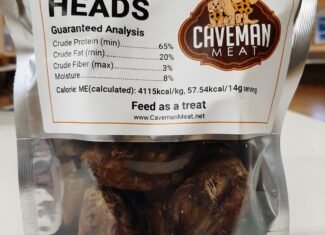 HEADS
Guaranteed Analysis
Crude Protein (min).....................65%
Crude Fat (min)...........................20%
Crude Fiber (max)........................3%
Moisture......................................8%
Calorie ME(calculated): 4115kcal/kg, 57.54kcal/14g serving
Feed as a treat
www.CavemanMeat.net
CAVEMAN
MEAT